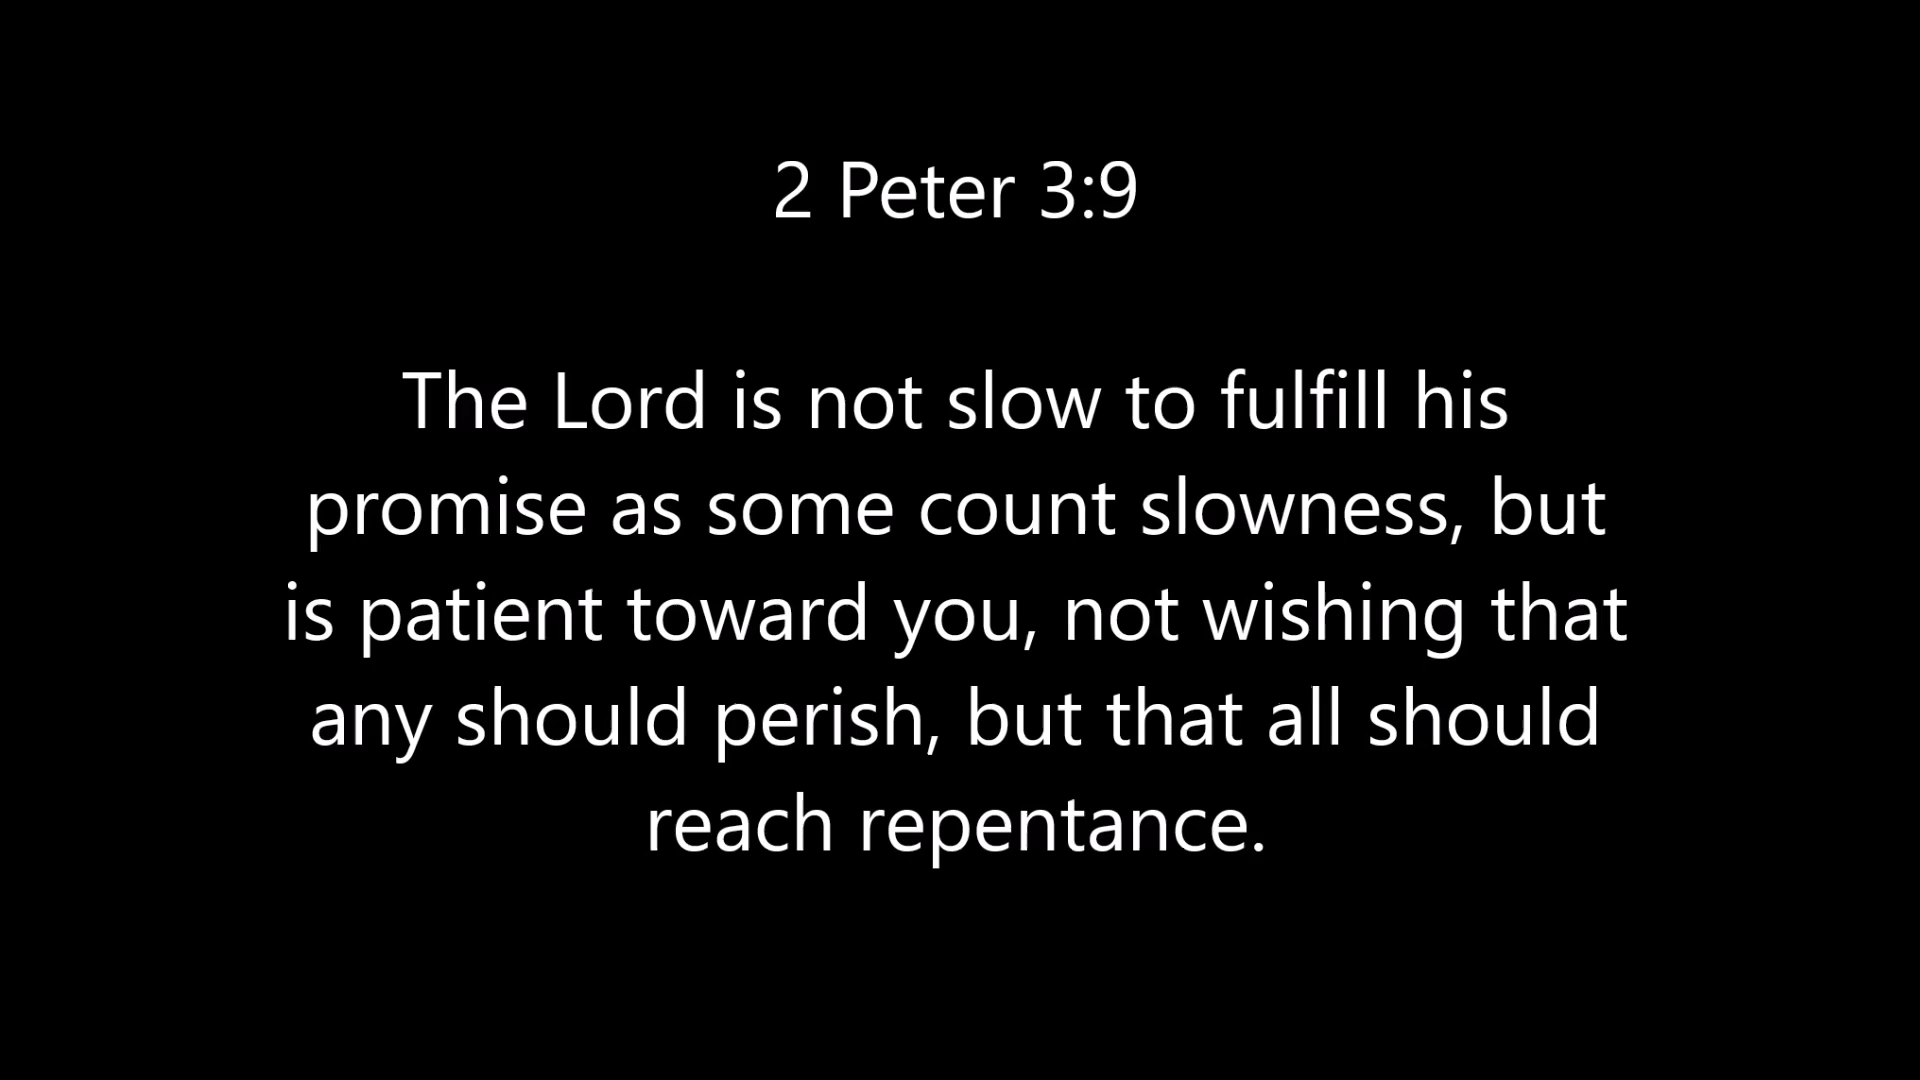 2 Peter 3:9
The Lord is not slow to fulfill his
promise as some count slowness, but
is patient toward you, not wishing that
any should perish, but that all should
reach repentance.